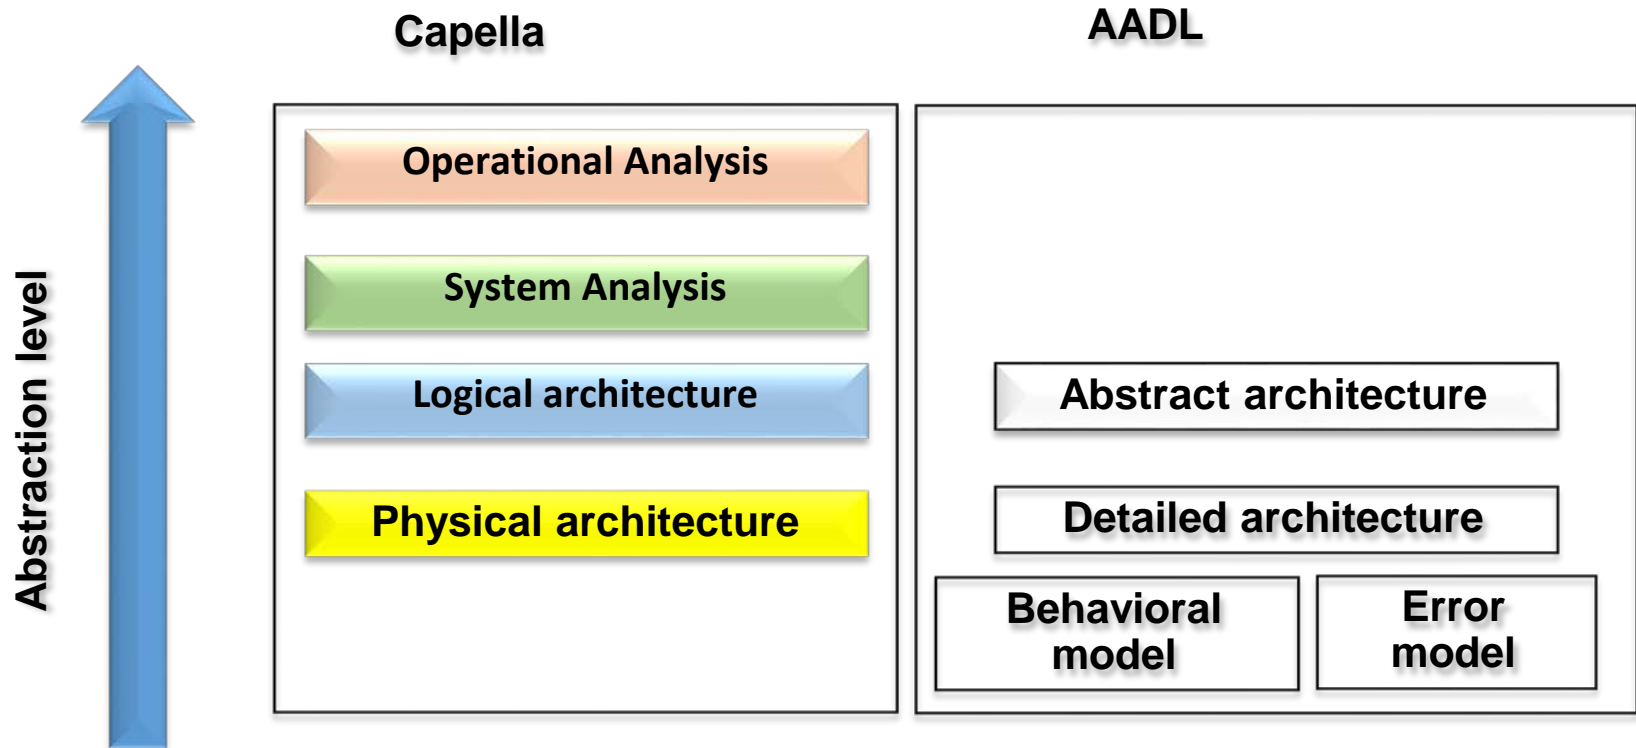 Capella
AADL
Abstraction level
Operational Analysis
System Analysis
Logical architecture
Physical architecture
Abstract architecture
Detailed architecture
Behavioral
model
Error
model